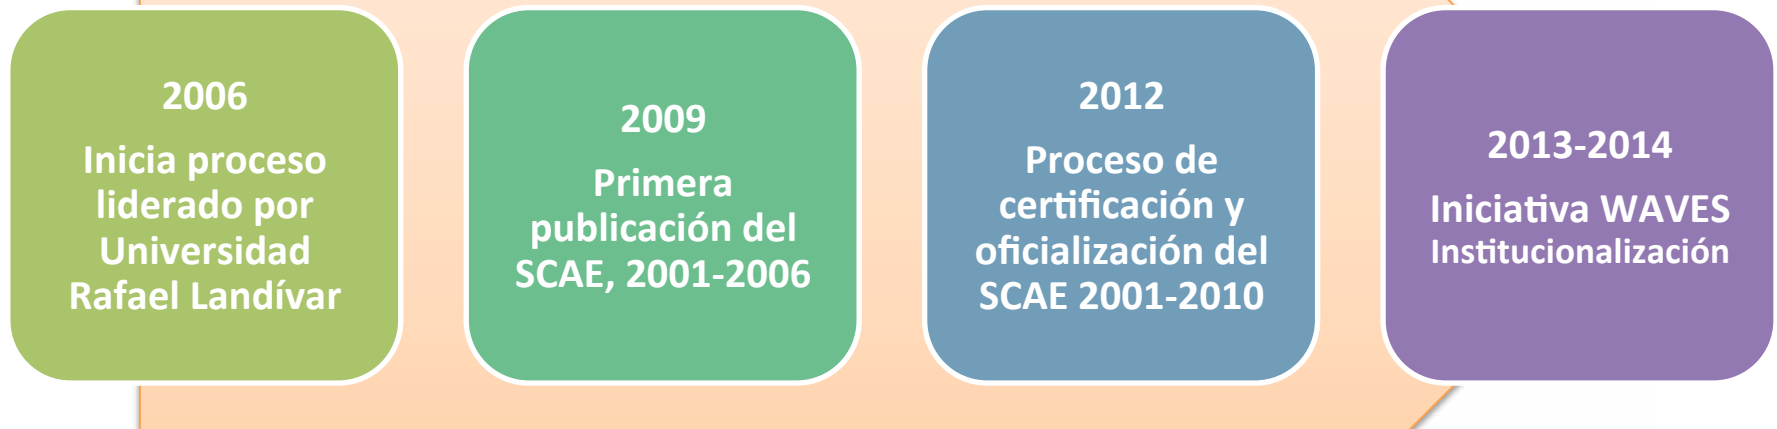 2006
Inicia proceso
liderado por
Universidad
Rafael Landívar
2009
Primera
publicación del
SCAE, 2001-2006
2012
Proceso de
certificación y
oficialización del
SCAE 2001-2010
2013-2014
Iniciativa WAVES
Institucionalización